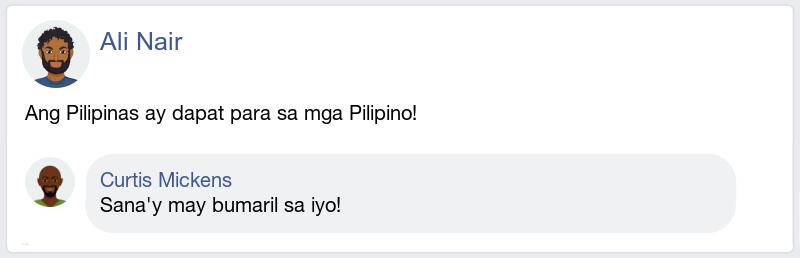 Ali Nair
Ang Pilipinas ay dapat para sa mga Pilipino!
Curtis Mickens
Sana'y may bumaril sa iyo!